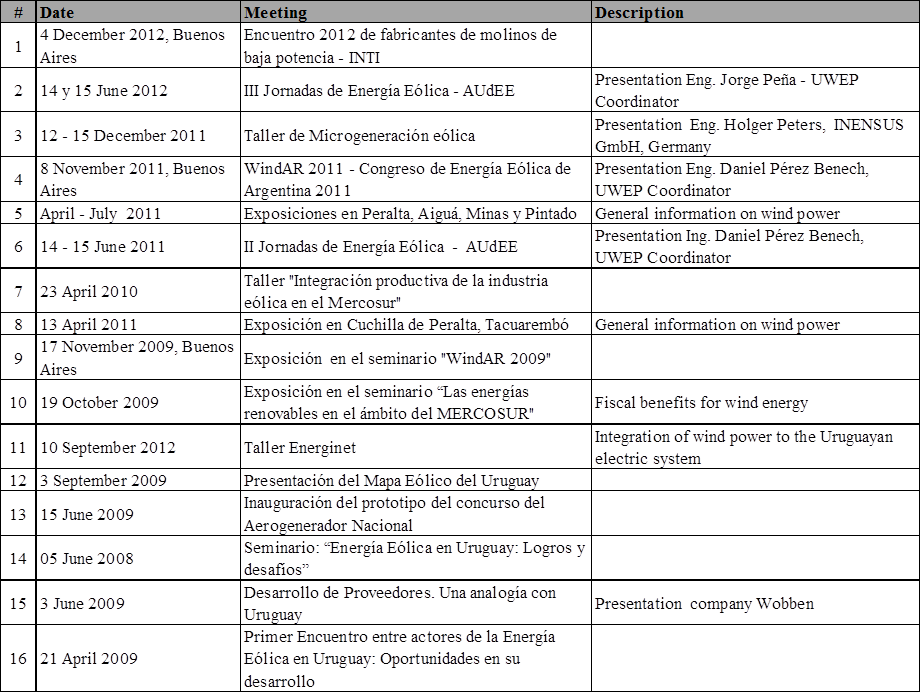 # Date Meeting Description
1 4 December 2012, Buenos Aires Encuentro 2012 de fabricantes de molinos de baja potencia - INTI
2 14 y 15 June 2012 III Jornadas de Energía Eólica - AUdEE Presentation Eng. Jorge Peña - UWEP Coordinator
3 12 - 15 December 2011 Taller de Microgeneración eólica Presentation Eng. Holger Peters, INENSUS GmbH, Germany
4 8 November 2011, Buenos Aires WindAR 2011 - Congreso de Energía Eólica de Argentina 2011 Presentation Eng. Daniel Pérez Benech, UWEP Coordinator
5 April - July 2011 Exposiciones en Peralta, Aiguá, Minas y Pintado General information on wind power
6 14 - 15 June 2011 II Jornadas de Energía Eólica - AUdEE Presentation Ing. Daniel Pérez Benech, UWEP Coordinator
7 23 April 2010 Taller "Integración productiva de la industria eólica en el Mercosur"
8 13 April 2011 Exposición en Cuchilla de Peralta, Tacuarembó General information on wind power
9 17 November 2009, Buenos Aires Exposición en el seminario "WindAR 2009"
10 19 October 2009 Exposición en el seminario “Las energías renovables en el ámbito del MERCOSUR" Fiscal benefits for wind energy
11 10 September 2012 Taller Energinet Integration of wind power to the Uruguayan electric system
12 3 September 2009 Presentación del Mapa Eólico del Uruguay
13 15 June 2009 Inauguración del prototipo del concurso del Aerogenerador Nacional
14 05 June 2008 Seminario: “Energía Eólica en Uruguay: Logros y desafíos”
15 3 June 2009 Desarrollo de Proveedores. Una analogía con Uruguay Presentation company Wobben
16 21 April 2009 Primer Encuentro entre actores de la Energía Eólica en Uruguay: Oportunidades en su desarrollo